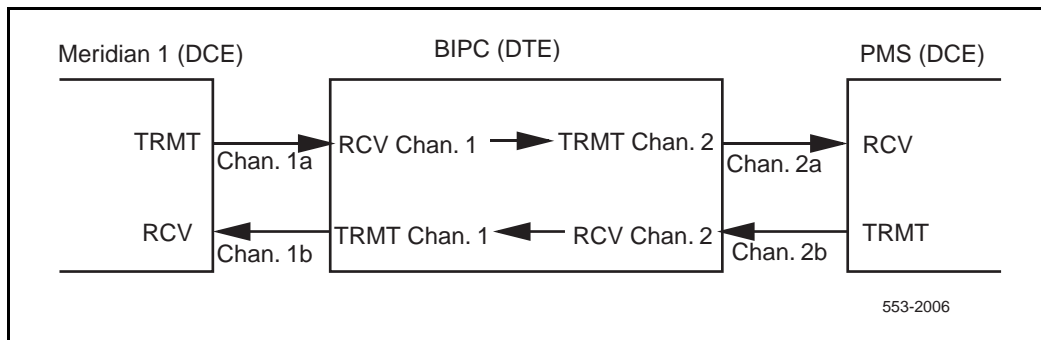 Meridian 1 (DCE)
BIPC (DTE)
PMS (DCE)
TRMT
Chan. 1a
RCV Chan. 1
TRMT Chan. 2
Chan. 2a
RCV
RCV
Chan. 1b
TRMT Chan. 1
RCV Chan. 2
Chan. 2b
TRMT
553-2006